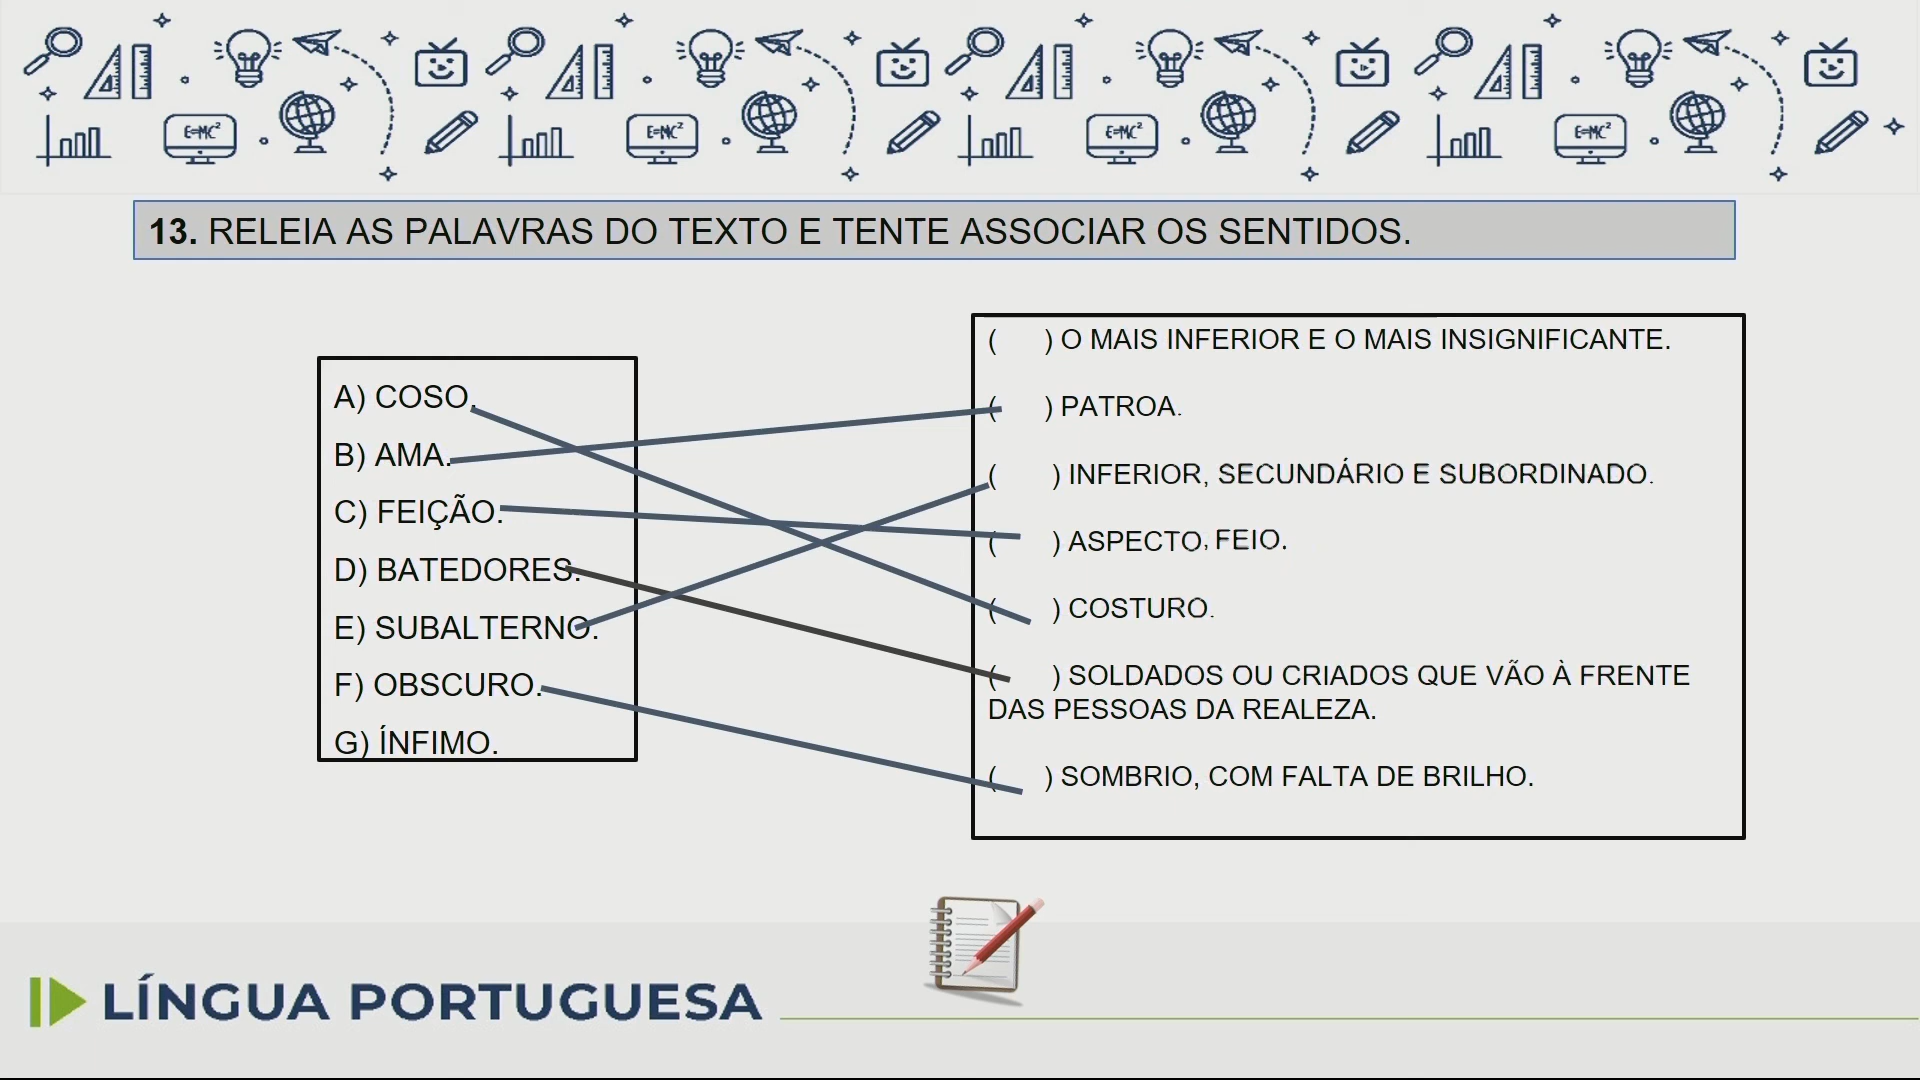 E=MC² E=MC² E=MC² E=MC²
13. RELEIA AS PALAVRAS DO TEXTO E TENTE ASSOCIAR OS SENTIDOS.
A) COSO.
B) AMA.
C) FEIÇÃO.
D) BATEDORES.
E) SUBALTERNO.
F) OBSCURO.
G) ÍNFIMO.
( ) O MAIS INFERIOR E O MAIS INSIGNIFICANTE.
( ) PATROA.
( ) INFERIOR, SECUNDÁRIO E SUBORDINADO.
( ) ASPECTO, FEIO.
( ) COSTURO.
( ) SOLDADOS OU CRIADOS QUE VÃO À FRENTE
DAS PESSOAS DA REALEZA.
( ) SOMBRIO, COM FALTA DE BRILHO.
LÍNGUA PORTUGUESA